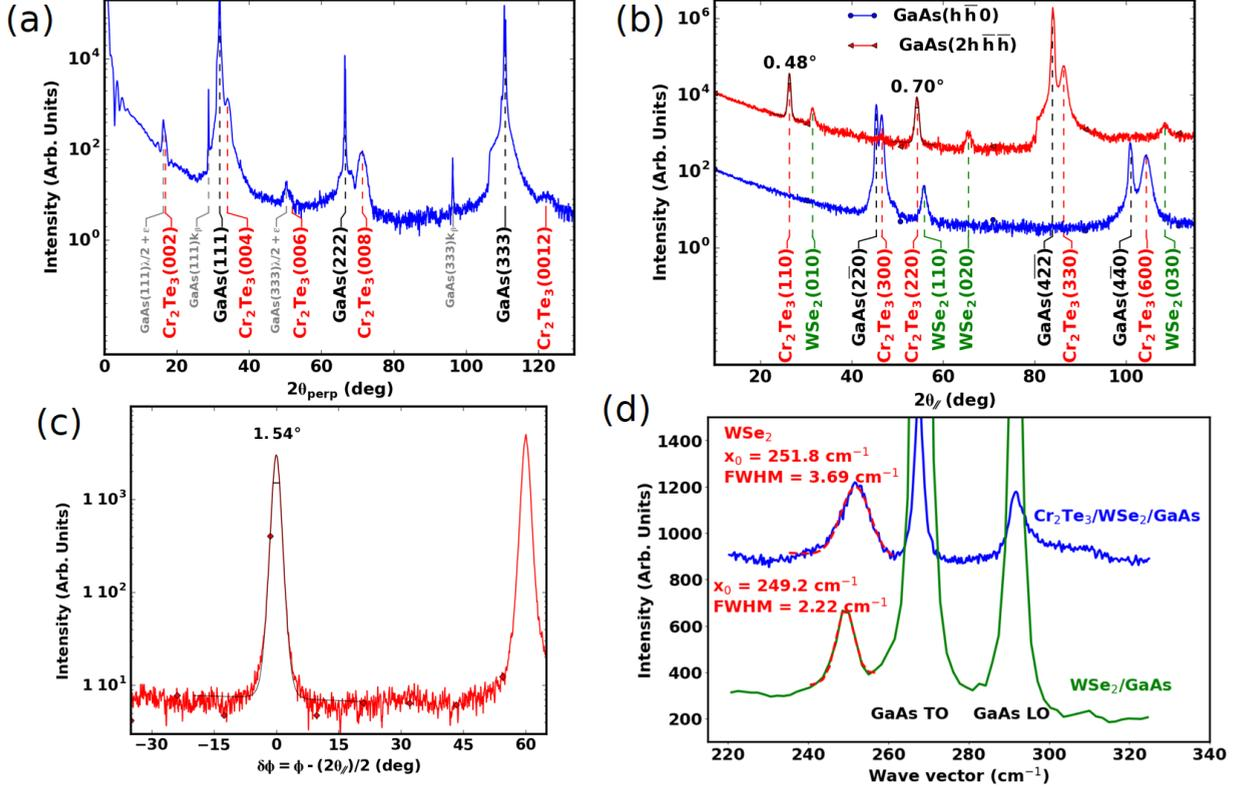 (a)
10⁴
10²
10⁰
Intensity (Arb. Units)
GaAs(111)λ/2 + ε
Cr₂Te₃(002)
GaAs(111)kᵦ
GaAs(111)
Cr₂Te₃(004)
GaAs(333)λ/2 + ε
Cr₂Te₃(006)
GaAs(222)
Cr₂Te₃(008)
GaAs(333)kᵦ
GaAs(333)
Cr₂Te₃(0012)
0 20 40 60 80 100 120
2θperp (deg)
(b)
GaAs(h h̅ 0)
GaAs(2h h̅ h̅)
0.48°
0.70°
10⁶
10⁴
10²
10⁰
Intensity (Arb. Units)
Cr₂Te₃(110)
WSe₂(010)
GaAs(22̅0)
Cr₂Te₃(300)
Cr₂Te₃(220)
WSe₂(110)
WSe₂(020)
GaAs(42̅2̅)
Cr₂Te₃(330)
GaAs(44̅0)
Cr₂Te₃(600)
WSe₂(030)
20 40 60 80 100
2θ⫽ (deg)
(c)
1.54°
1 10³
1 10²
1 10¹
Intensity (Arb. Units)
−30 −15 0 15 30 45 60
δϕ = ϕ - (2θ⫽)/2 (deg)
(d)
WSe₂
x₀ = 251.8 cm⁻¹
FWHM = 3.69 cm⁻¹
Cr₂Te₃/WSe₂/GaAs
x₀ = 249.2 cm⁻¹
FWHM = 2.22 cm⁻¹
WSe₂/GaAs
GaAs TO GaAs LO
1400
1200
1000
800
600
400
200
Intensity (Arb. Units)
220 240 260 280 300 320 340
Wave vector (cm⁻¹)